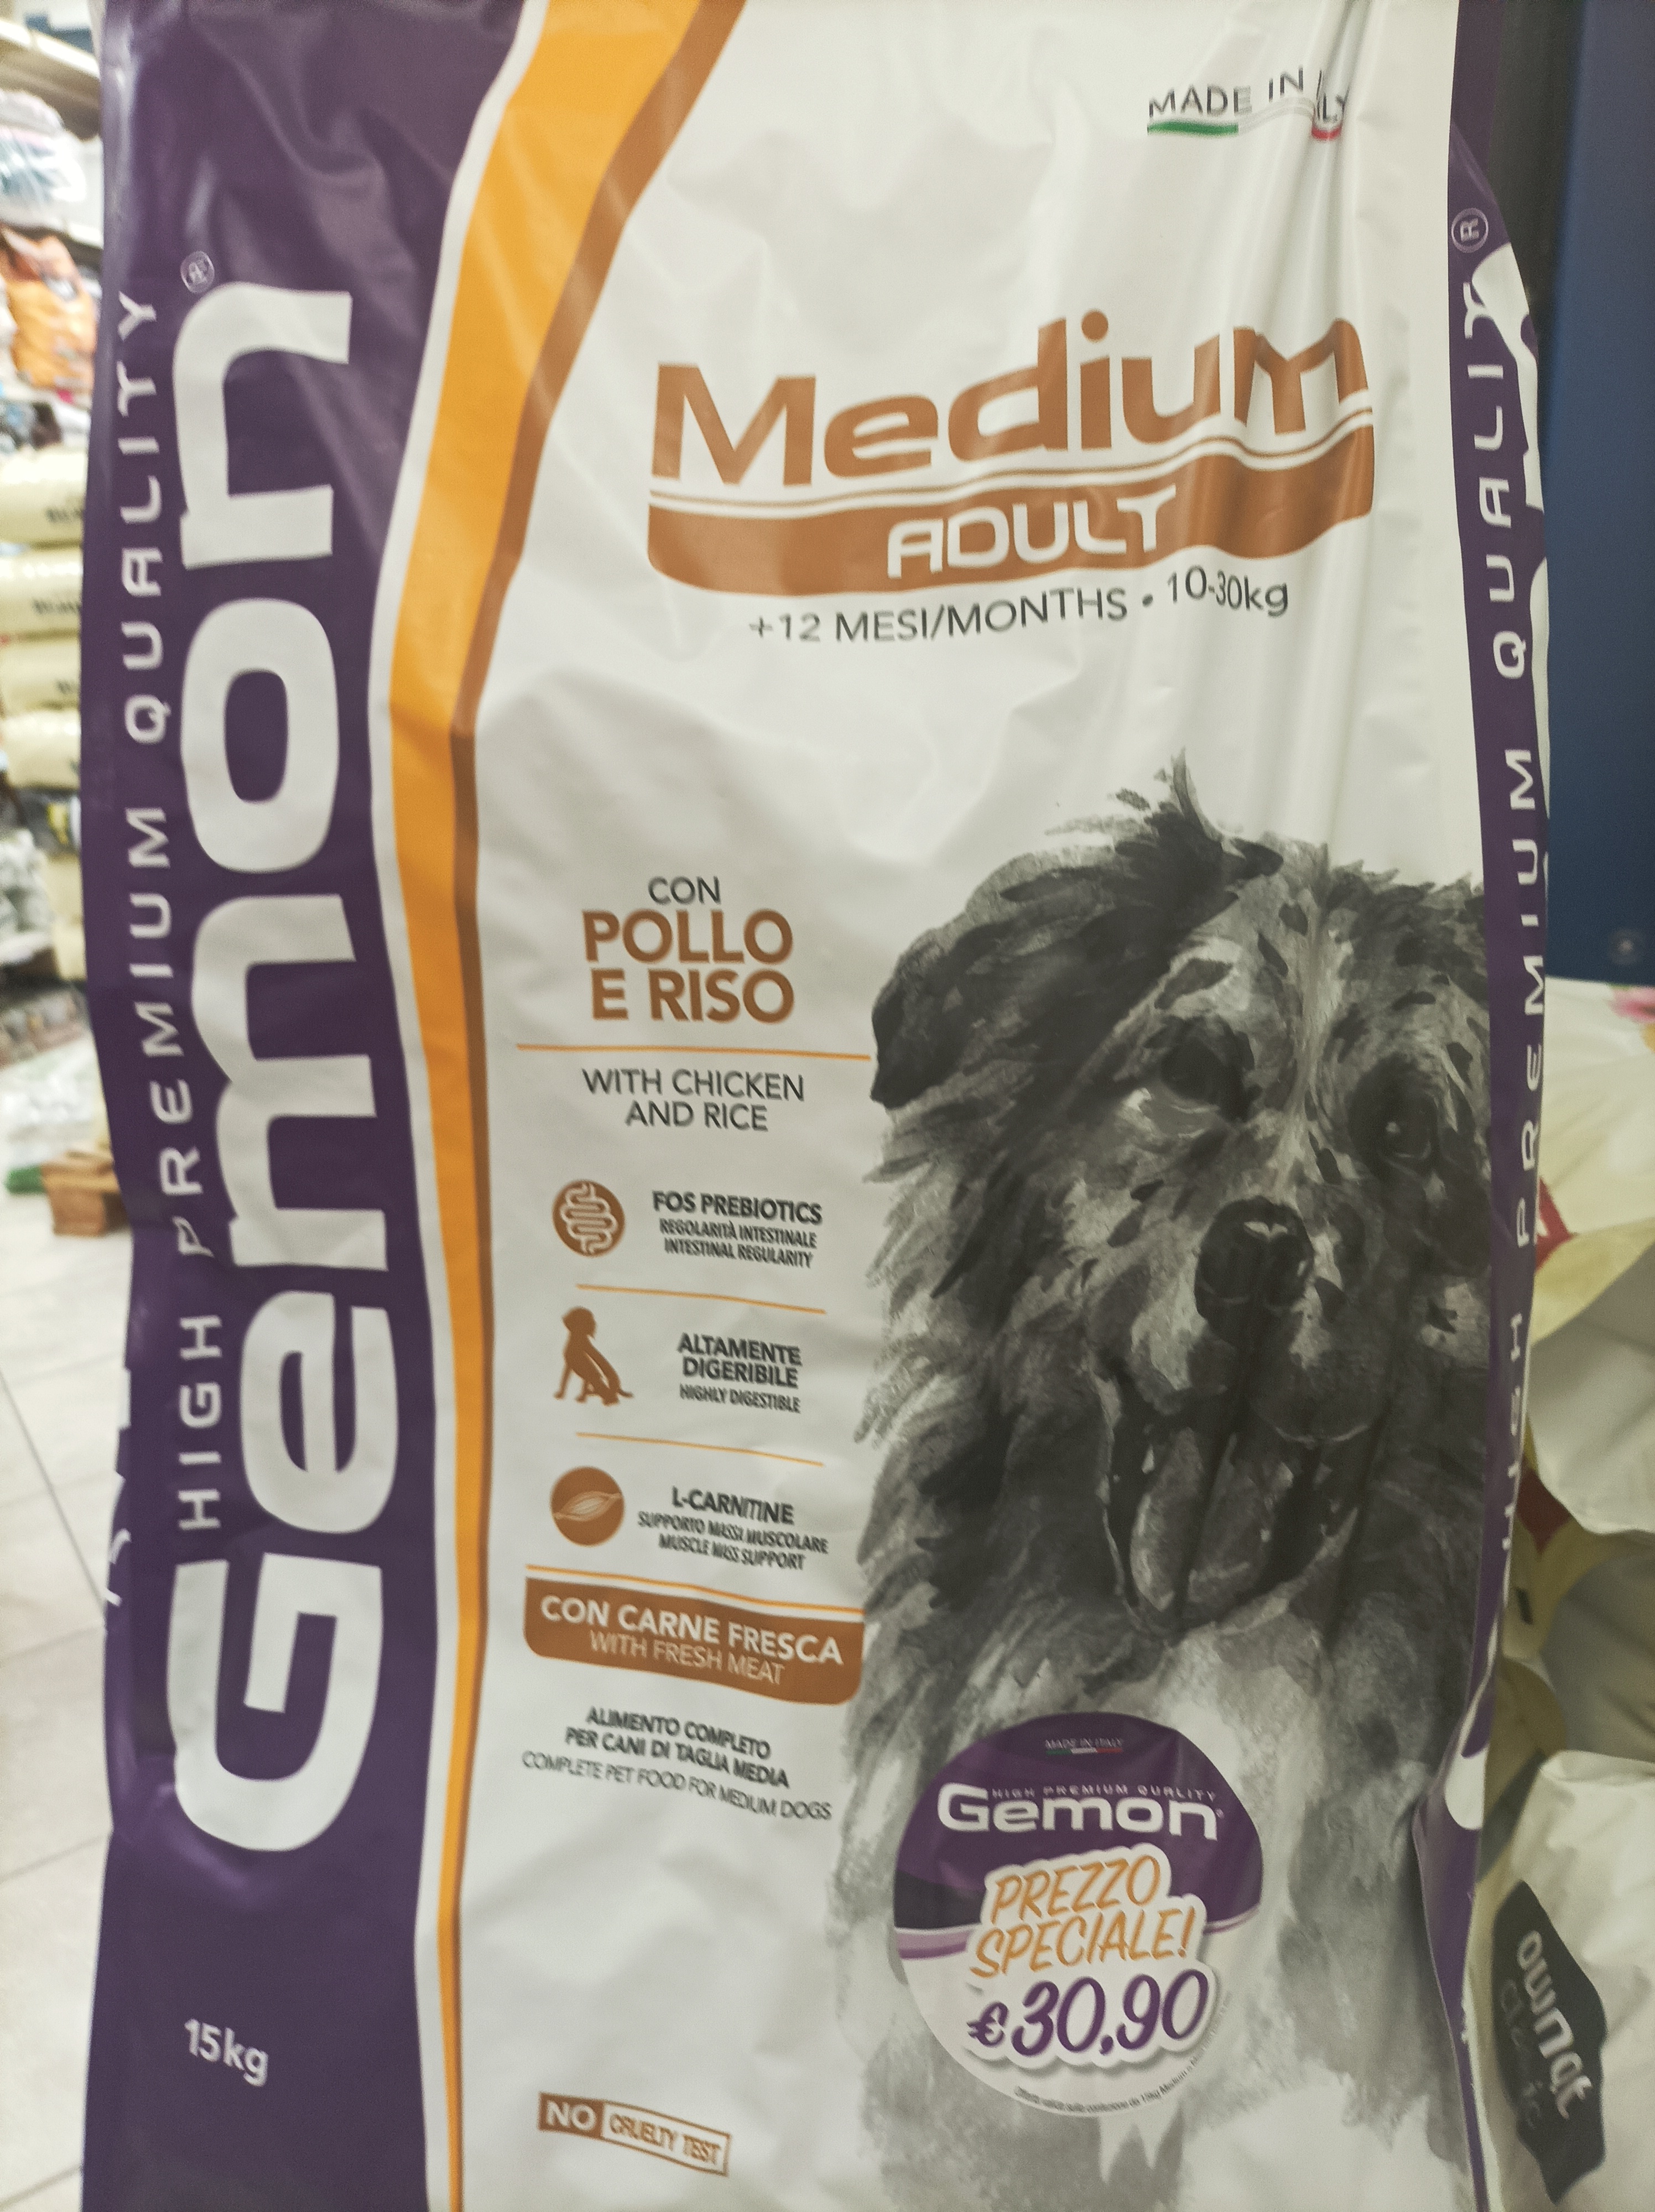 MADE IN
HIGH PREMIUM QUALITY
Gemon®
Medium
ADULT
+12 MESI/MONTHS • 10-30kg
CON
POLLO
E RISO
WITH CHICKEN
AND RICE
FOS PREBIOTICS
REGOLARITÀ INTESTINALE
INTESTINAL REGULARITY
ALTAMENTE
DIGERIBILE
HIGHLY DIGESTIBLE
L-CARNITINE
SUPPORTO MASSA MUSCOLARE
MUSCLE MASS SUPPORT
CON CARNE FRESCA
WITH FRESH MEAT
ALIMENTO COMPLETO
PER CANI DI TAGLIA MEDIA
COMPLETE PET FOOD FOR MEDIUM DOGS
MADE IN ITALY
HIGH PREMIUM QUALITY
Gemon®
PREZZO
SPECIALE!
€30,90
15kg
NO CRUELTY TEST
HIGH PREMIUM QUALITY
®
ownat